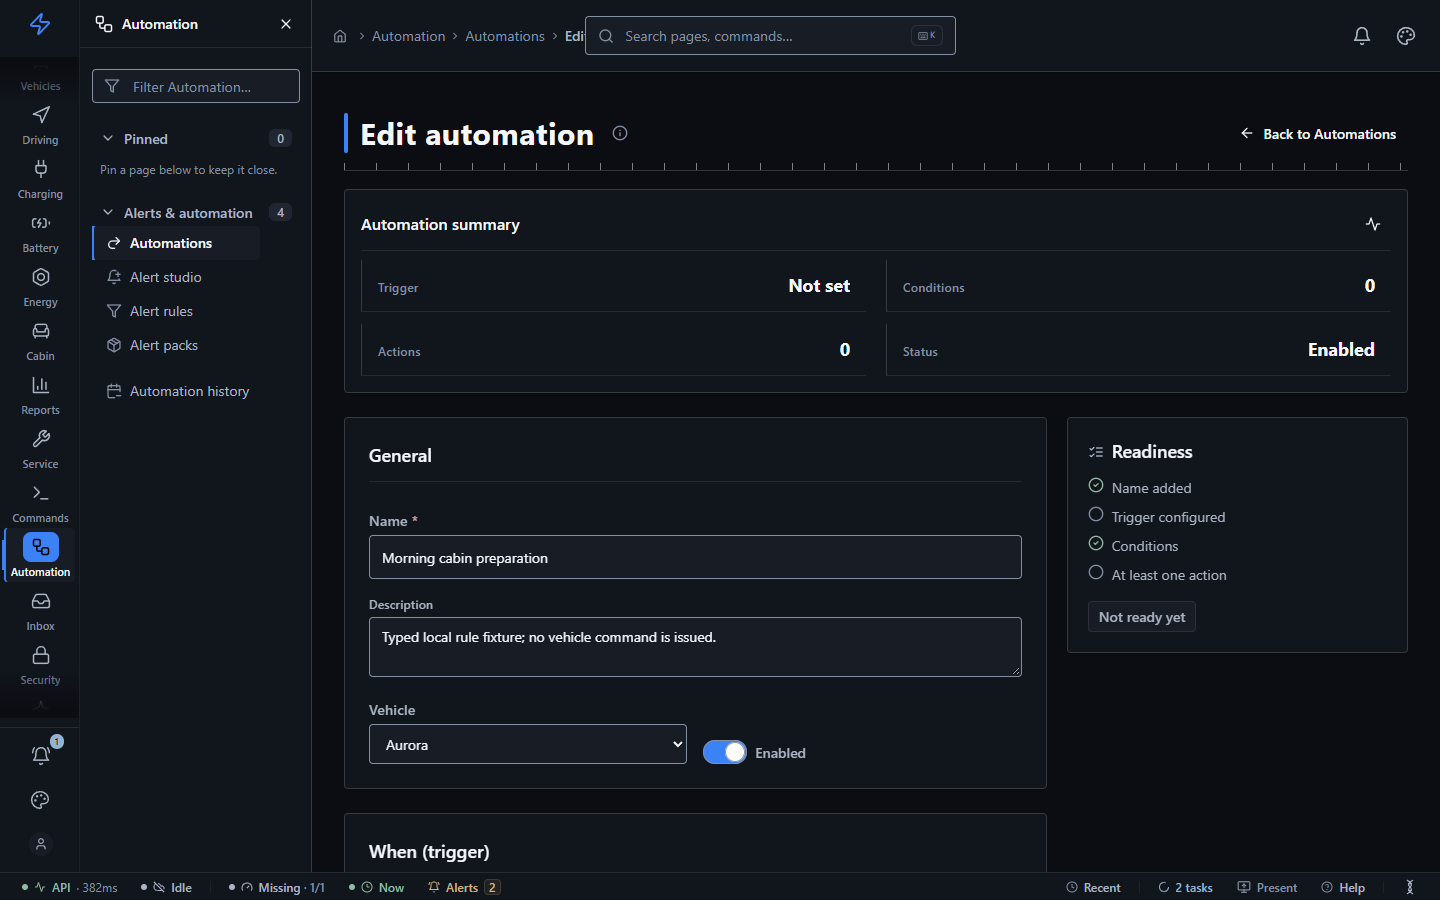 Vehicles
Driving
Charging
Battery
Energy
Cabin
Reports
Service
Commands
Automation
Inbox
Security
1
Automation
Filter Automation...
Pinned 0
Pin a page below to keep it close.
Alerts & automation 4
Automations
Alert studio
Alert rules
Alert packs
Automation history
Automation > Automations > Edi
Search pages, commands... K
Edit automation
Back to Automations
Automation summary
Trigger Not set
Conditions 0
Actions 0
Status Enabled
General
Name *
Morning cabin preparation
Description
Typed local rule fixture; no vehicle command is issued.
Vehicle
Aurora
Enabled
When (trigger)
Readiness
Name added
Trigger configured
Conditions
At least one action
Not ready yet
API · 382ms Idle Missing · 1/1 Now Alerts 2 Recent 2 tasks Present Help